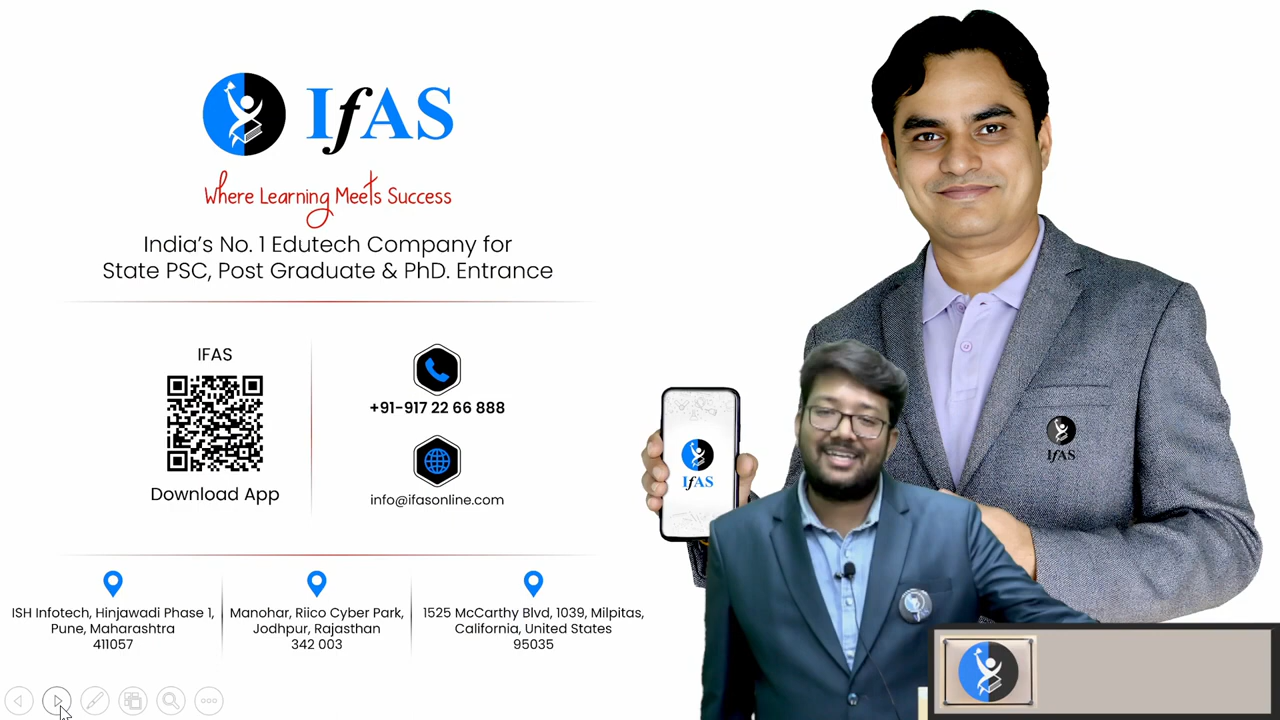 IfAS
Where Learning Meets Success
India's No. 1 Edutech Company for
State PSC, Post Graduate & PhD. Entrance
IFAS
Download App
+91-917 22 66 888
info@ifasonline.com
ISH Infotech, Hinjawadi Phase 1,
Pune, Maharashtra
411057
Manohar, Riico Cyber Park,
Jodhpur, Rajasthan
342 003
1525 McCarthy Blvd, 1039, Milpitas,
California, United States
95035
IfAS
IfAS